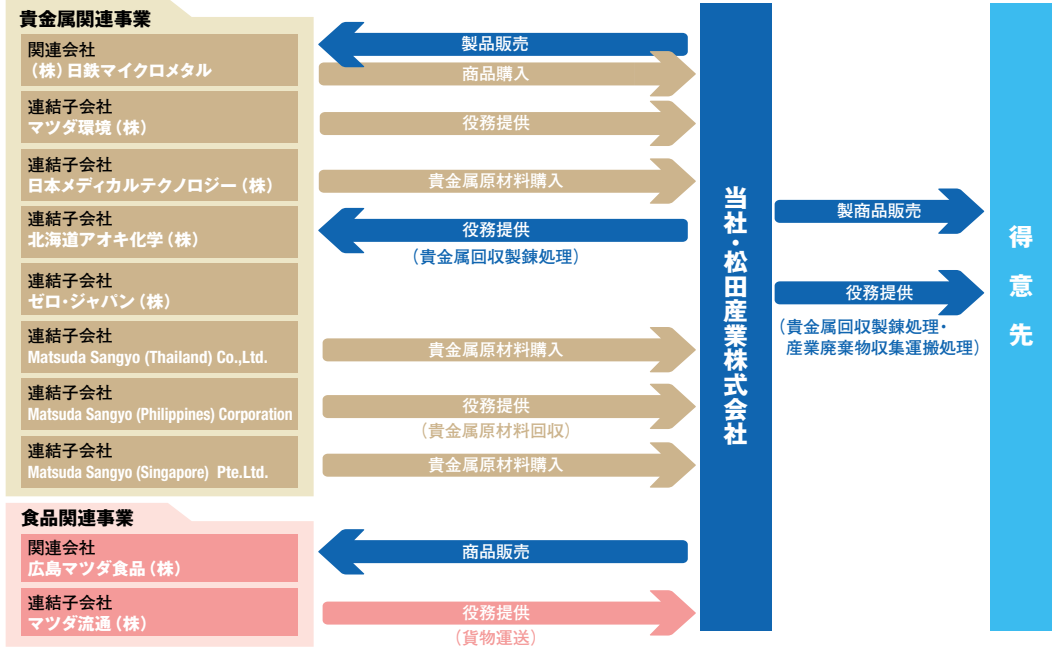 貴金属関連事業
関連会社
(株)日鉄マイクロメタル
製品販売
商品購入
連結子会社
マツダ環境(株)
役務提供
連結子会社
日本メディカルテクノロジー(株)
貴金属原材料購入
連結子会社
北海道アオキ化学(株)
役務提供
(貴金属回収製錬処理)
連結子会社
ゼロ・ジャパン(株)
連結子会社
Matsuda Sangyo (Thailand) Co.,Ltd.
貴金属原材料購入
連結子会社
Matsuda Sangyo (Philippines) Corporation
役務提供
(貴金属原材料回収)
連結子会社
Matsuda Sangyo (Singapore) Pte.Ltd.
貴金属原材料購入
食品関連事業
関連会社
広島マツダ食品(株)
商品販売
連結子会社
マツダ流通(株)
役務提供
(貨物運送)
当社・松田産業株式会社
製商品販売
役務提供
(貴金属回収製錬処理・
産業廃棄物収集運搬処理)
得意先